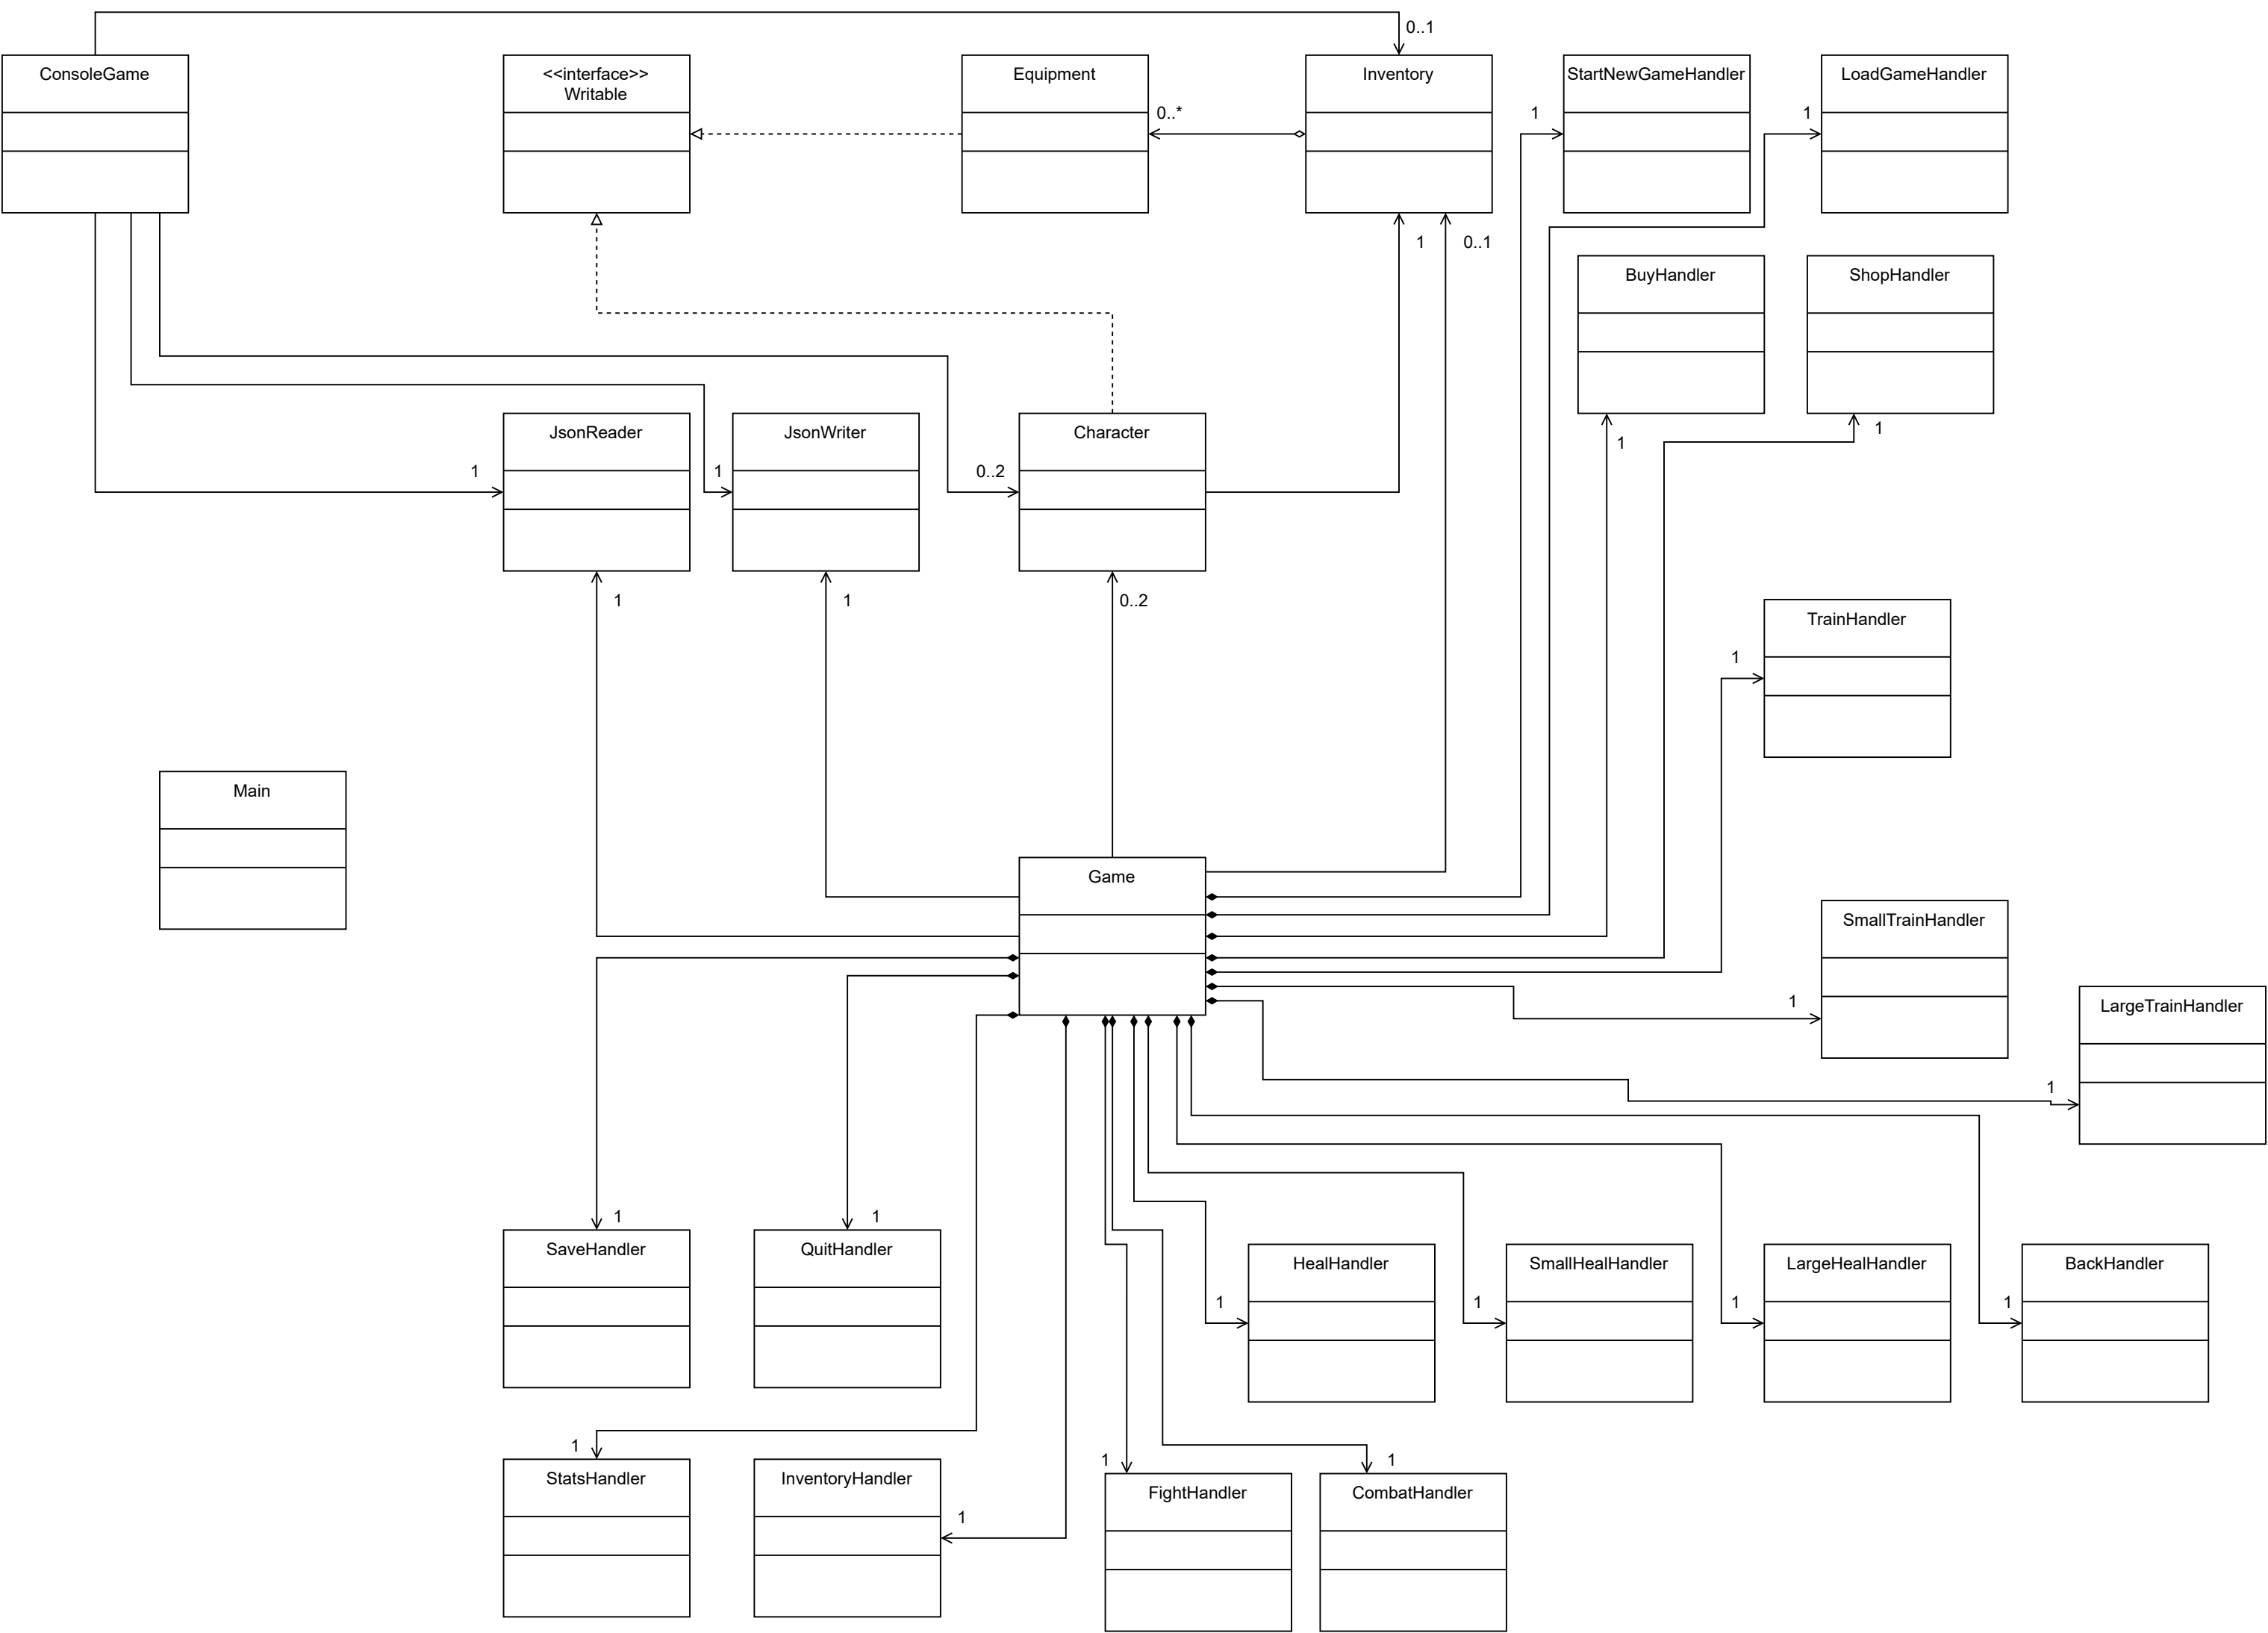 0..1
ConsoleGame
<<interface>>
Writable
Equipment
Inventory
StartNewGameHandler
LoadGameHandler
0..*
1
1
1
0..1
BuyHandler
ShopHandler
1
1
JsonReader
JsonWriter
Character
1
1
0..2
1
1
0..2
TrainHandler
1
Main
Game
SmallTrainHandler
1
LargeTrainHandler
1
1
1
SaveHandler
QuitHandler
HealHandler
SmallHealHandler
LargeHealHandler
BackHandler
1
1
1
1
1
1
1
StatsHandler
InventoryHandler
FightHandler
CombatHandler
1